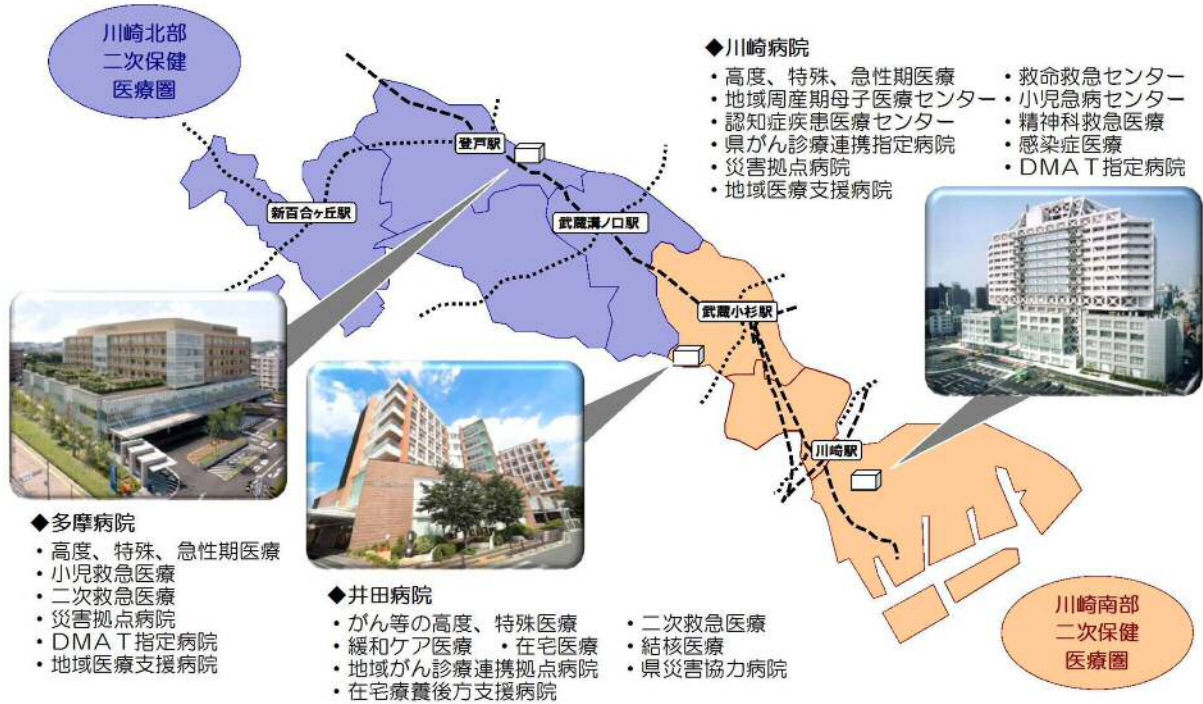 川崎北部
二次保健
医療圏
◆川崎病院
・高度、特殊、急性期医療
・地域周産期母子医療センター
・認知症疾患医療センター
・県がん診療連携指定病院
・災害拠点病院
・地域医療支援病院
・救命救急センター
・小児急病センター
・精神科救急医療
・感染症医療
・DMAT指定病院
登戸駅
新百合ヶ丘駅
武蔵溝ノ口駅
武蔵小杉駅
川崎駅
◆多摩病院
・高度、特殊、急性期医療
・小児救急医療
・二次救急医療
・災害拠点病院
・DMAT指定病院
・地域医療支援病院
◆井田病院
・がん等の高度、特殊医療
・緩和ケア医療 ・在宅医療
・地域がん診療連携拠点病院
・在宅療養後方支援病院
・二次救急医療
・結核医療
・県災害協力病院
川崎南部
二次保健
医療圏